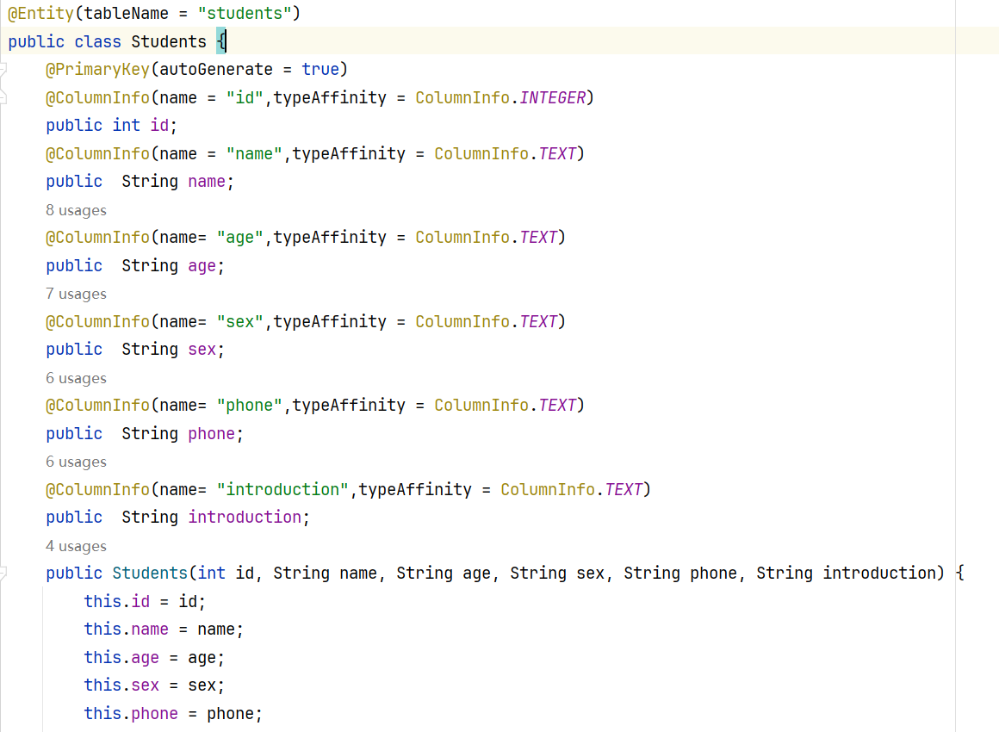 @Entity(tableName = "students")
public class Students {
@PrimaryKey(autoGenerate = true)
@ColumnInfo(name = "id",typeAffinity = ColumnInfo.INTEGER)
public int id;
@ColumnInfo(name = "name",typeAffinity = ColumnInfo.TEXT)
public  String name;
8 usages
@ColumnInfo(name= "age",typeAffinity = ColumnInfo.TEXT)
public  String age;
7 usages
@ColumnInfo(name= "sex",typeAffinity = ColumnInfo.TEXT)
public  String sex;
6 usages
@ColumnInfo(name= "phone",typeAffinity = ColumnInfo.TEXT)
public  String phone;
6 usages
@ColumnInfo(name= "introduction",typeAffinity = ColumnInfo.TEXT)
public  String introduction;
4 usages
public Students(int id, String name, String age, String sex, String phone, String introduction) {
this.id = id;
this.name = name;
this.age = age;
this.sex = sex;
this.phone = phone;